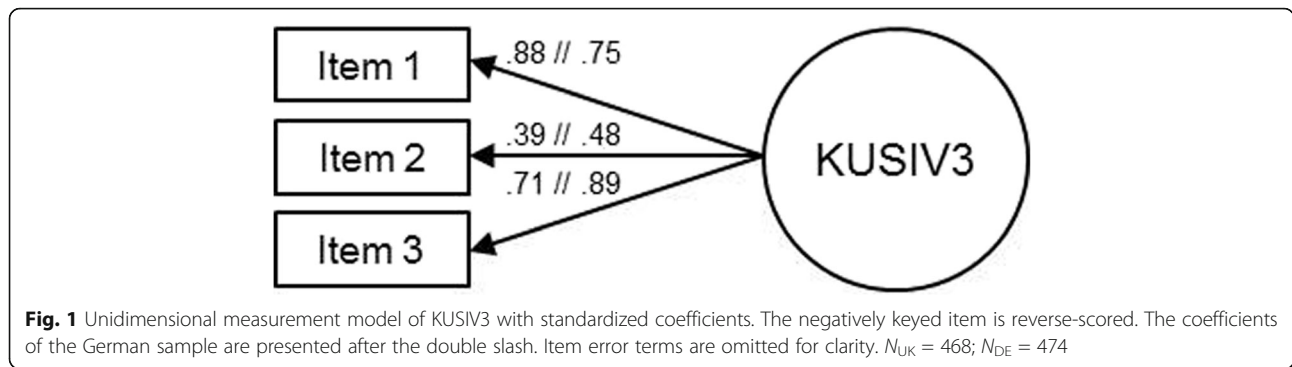 .88 // .75
Item 1
.39 // .48
Item 2
KUSIV3
.71 // .89
Item 3
Fig. 1 Unidimensional measurement model of KUSIV3 with standardized coefficients. The negatively keyed item is reverse-scored. The coefficients
of the German sample are presented after the double slash. Item error terms are omitted for clarity. N_UK = 468; N_DE = 474